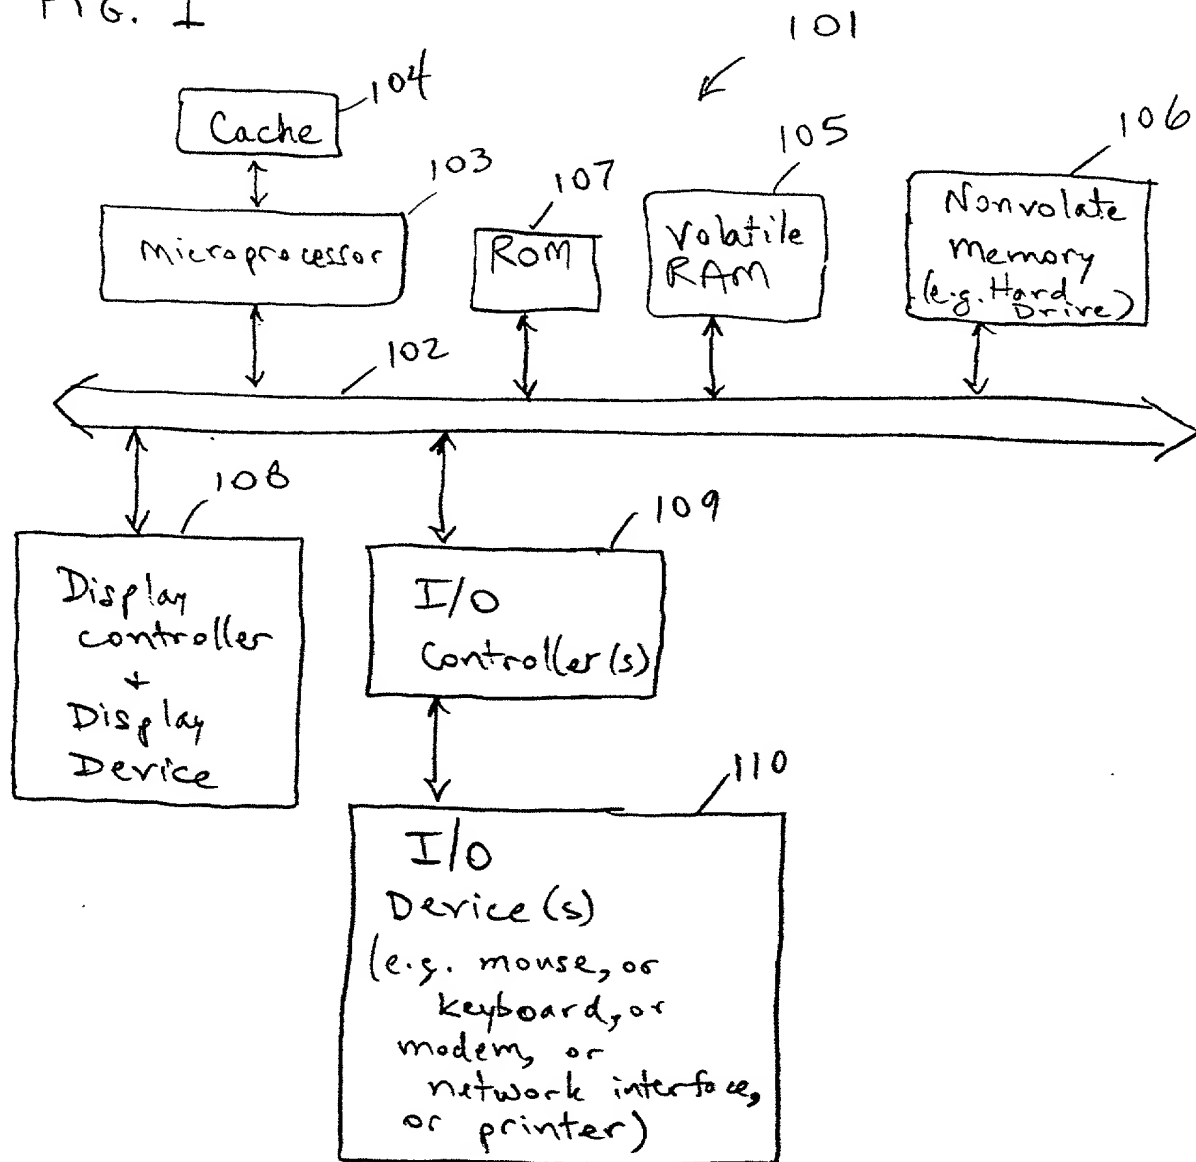 FIG. 1
101
104
Cache
103
Microprocessor
107
ROM
105
Volatile
RAM
106
Nonvolate
Memory
(e.g. Hard
Drive)
102
108
Display
controller
+
Display
Device
109
I/O
Controller(s)
110
I/O
Device(s)
(e.g. mouse, or
keyboard, or
modem, or
network interface,
or printer)